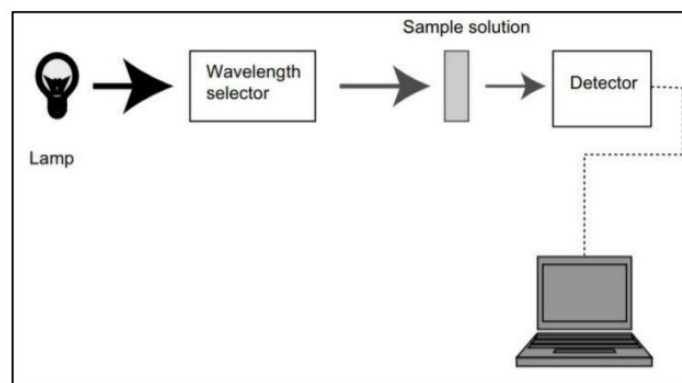 Sample solution
Wavelength
selector
Detector
Lamp